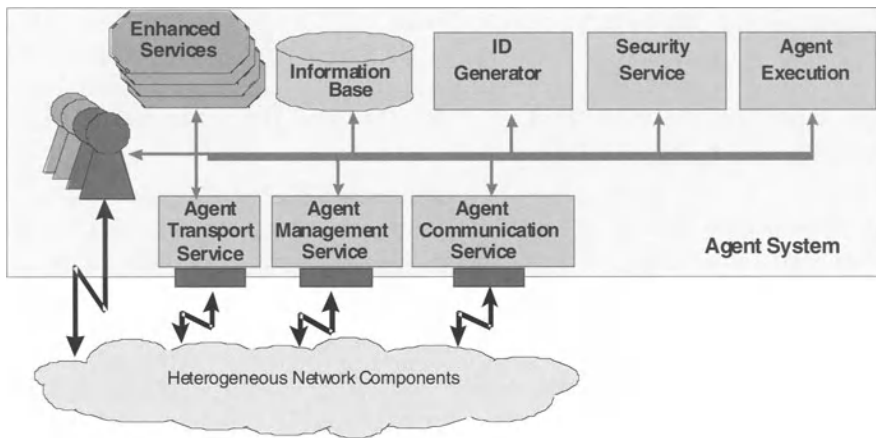 Enhanced
Services
Information
Base
ID
Generator
Security
Service
Agent
Execution
Agent
Transport
Service
Agent
Management
Service
Agent
Communication
Service
Agent System
Heterogeneous Network Components